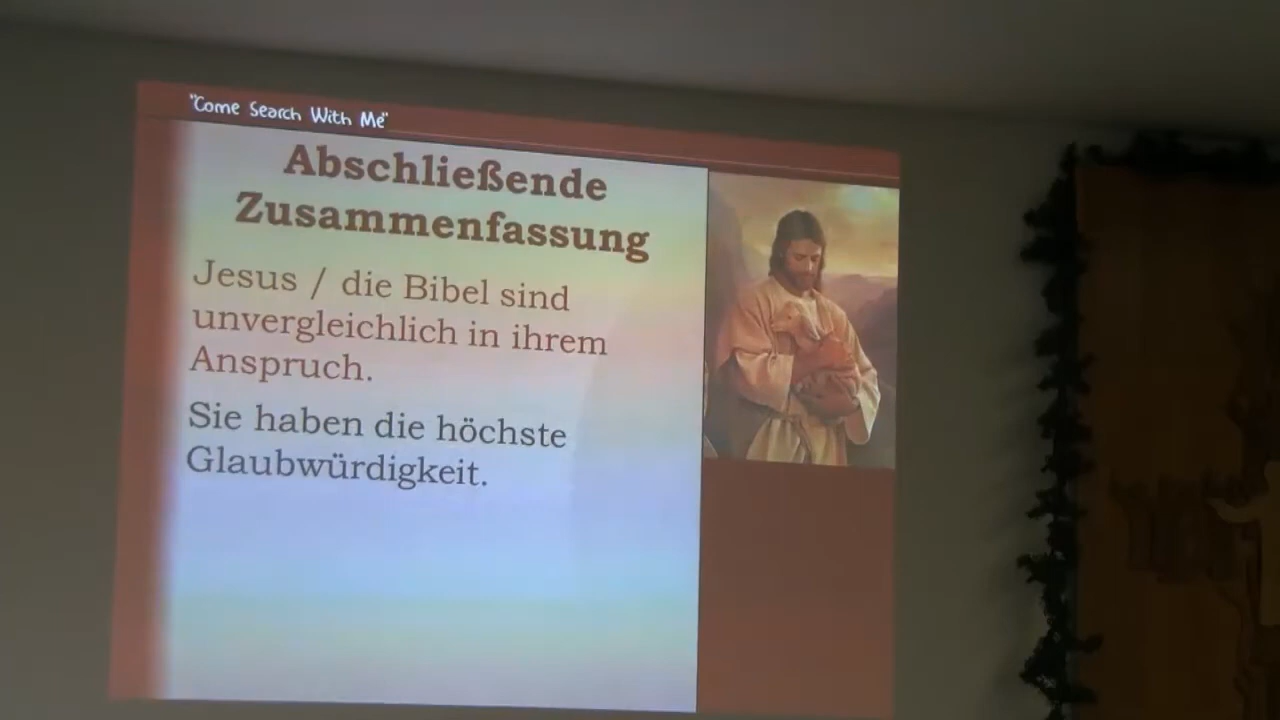 "Come Search With Me"
Abschließende
Zusammenfassung
Jesus / die Bibel sind
unvergleichlich in ihrem
Anspruch.
Sie haben die höchste
Glaubwürdigkeit.